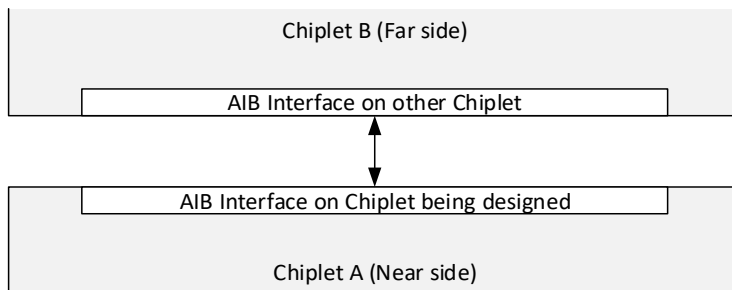 Chiplet B (Far side)
AIB Interface on other Chiplet
AIB Interface on Chiplet being designed
Chiplet A (Near side)